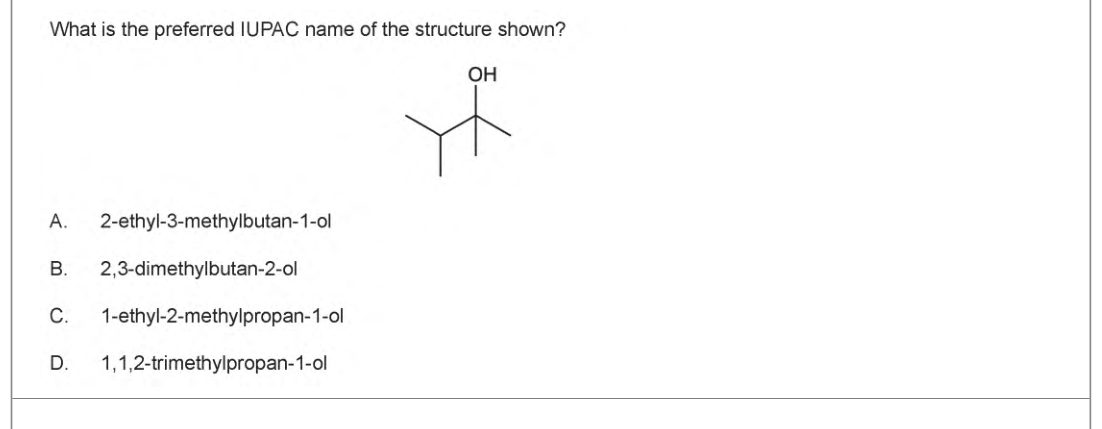 What is the preferred IUPAC name of the structure shown?
OH
A. 2-ethyl-3-methylbutan-1-ol
B. 2,3-dimethylbutan-2-ol
C. 1-ethyl-2-methylpropan-1-ol
D. 1,1,2-trimethylpropan-1-ol